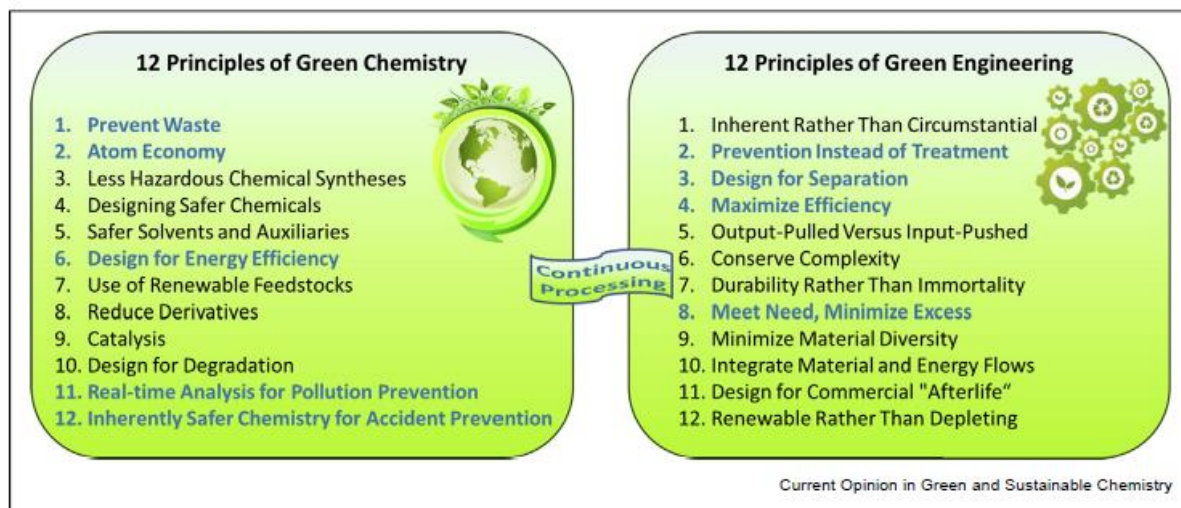 12 Principles of Green Chemistry
1. Prevent Waste
2. Atom Economy
3. Less Hazardous Chemical Syntheses
4. Designing Safer Chemicals
5. Safer Solvents and Auxiliaries
6. Design for Energy Efficiency
7. Use of Renewable Feedstocks
8. Reduce Derivatives
9. Catalysis
10. Design for Degradation
11. Real-time Analysis for Pollution Prevention
12. Inherently Safer Chemistry for Accident Prevention
Continuous
Processing
12 Principles of Green Engineering
1. Inherent Rather Than Circumstantial
2. Prevention Instead of Treatment
3. Design for Separation
4. Maximize Efficiency
5. Output-Pulled Versus Input-Pushed
6. Conserve Complexity
7. Durability Rather Than Immortality
8. Meet Need, Minimize Excess
9. Minimize Material Diversity
10. Integrate Material and Energy Flows
11. Design for Commercial "Afterlife“
12. Renewable Rather Than Depleting
Current Opinion in Green and Sustainable Chemistry